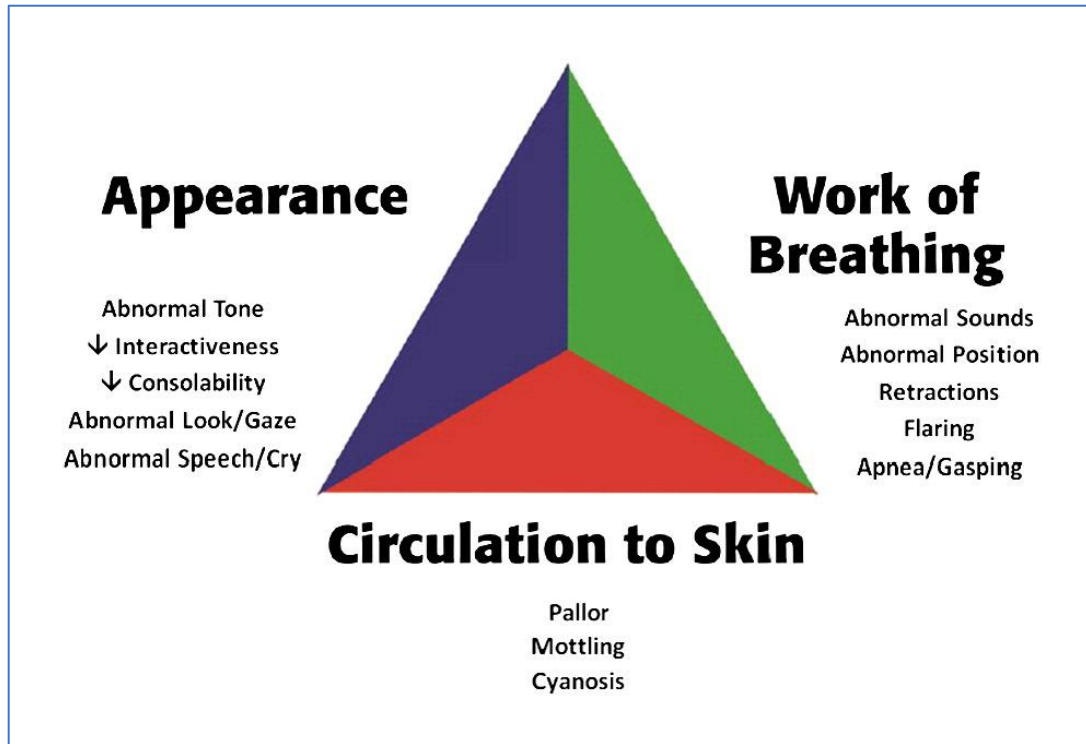 Appearance
Abnormal Tone
↓ Interactiveness
↓ Consolability
Abnormal Look/Gaze
Abnormal Speech/Cry
Work of
Breathing
Abnormal Sounds
Abnormal Position
Retractions
Flaring
Apnea/Gasping
Circulation to Skin
Pallor
Mottling
Cyanosis